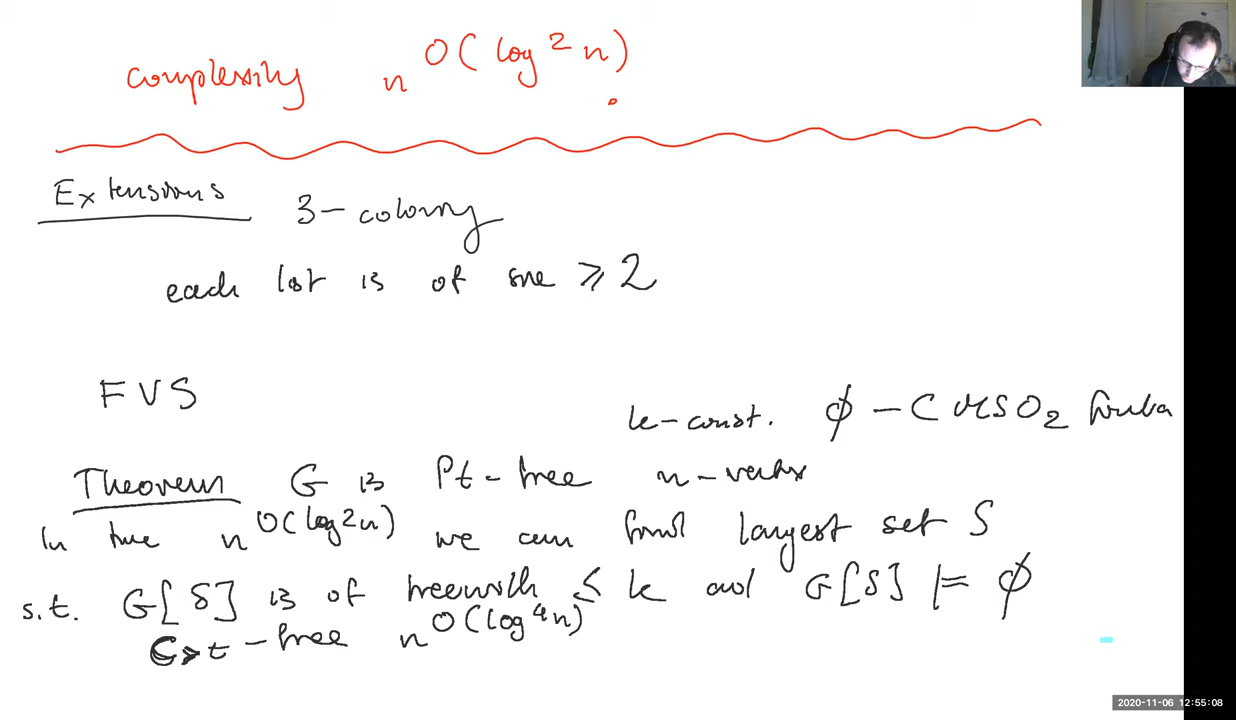 complexity n^O(log^2 n)
Extensions 3-coloring
each list is of size ≥ 2
FVS
k-const. ϕ - CMSO_2 formula
Theorem G is Pt-free n-vertex
In time n^O(log^2 n) we can find largest set S
s.t. G[S] is of treewidth ≤ k and G[S] ⊨ ϕ
C_{>t}-free n^O(log^4 n)
2020-11-06 12:55:08